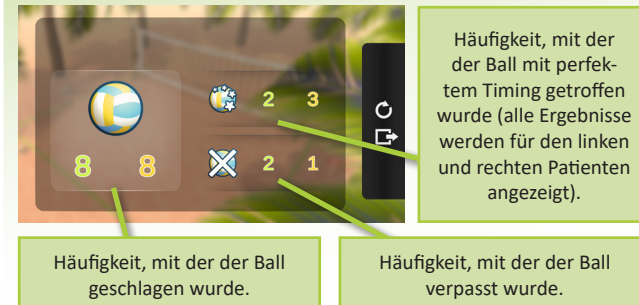 2 3
8 8
2 1
Häufigkeit, mit der
der Ball mit perfek-
tem Timing getroffen
wurde (alle Ergebnisse
werden für den linken
und rechten Patienten
angezeigt).
Häufigkeit, mit der der Ball
geschlagen wurde.
Häufigkeit, mit der der Ball
verpasst wurde.